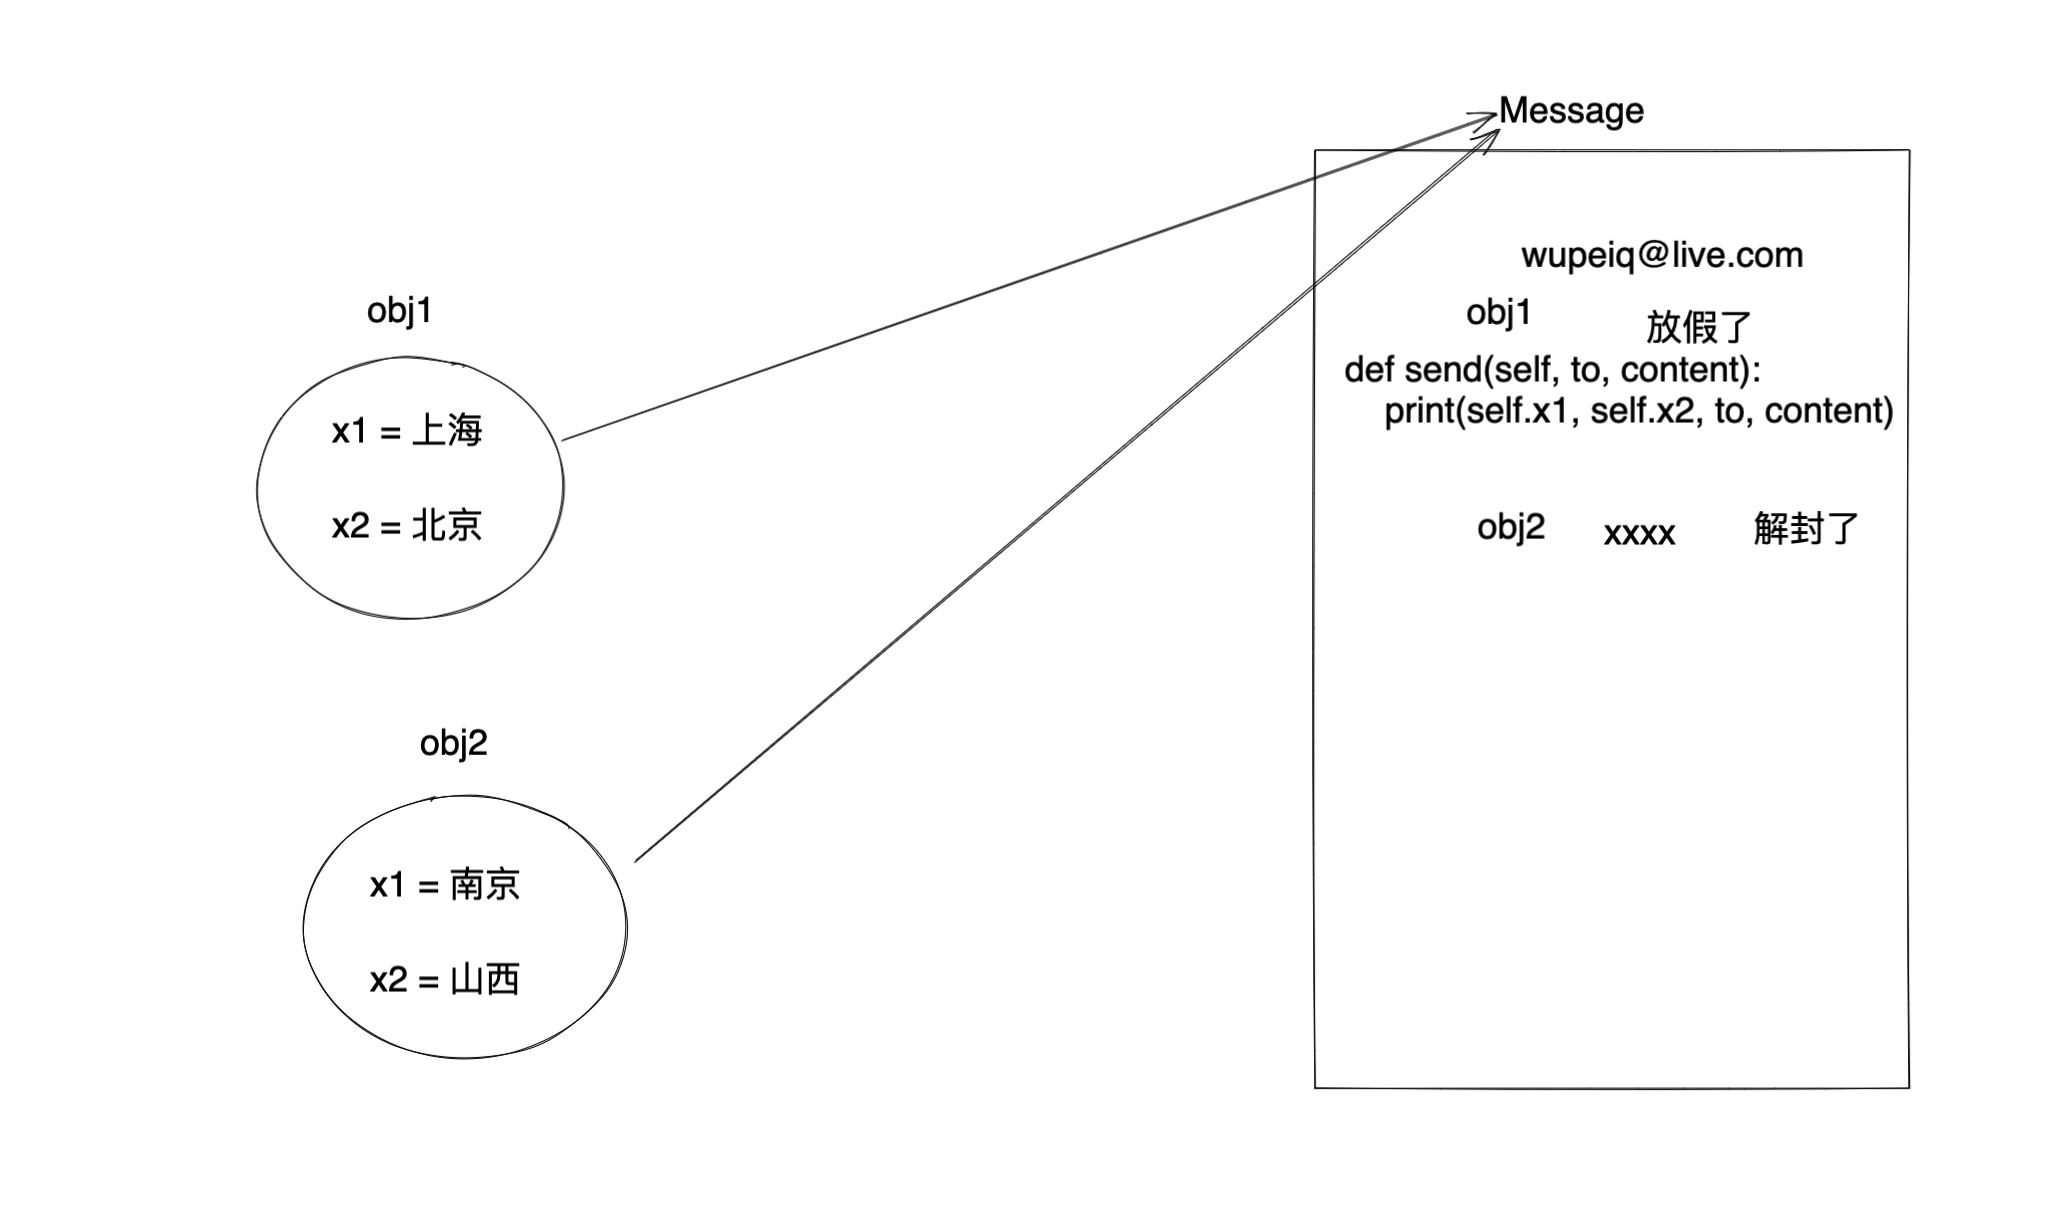 Message
wupeiq@live.com
obj1 放假了
def send(self, to, content):
print(self.x1, self.x2, to, content)
obj2 xxxx 解封了
obj1
x1 = 上海
x2 = 北京
obj2
x1 = 南京
x2 = 山西